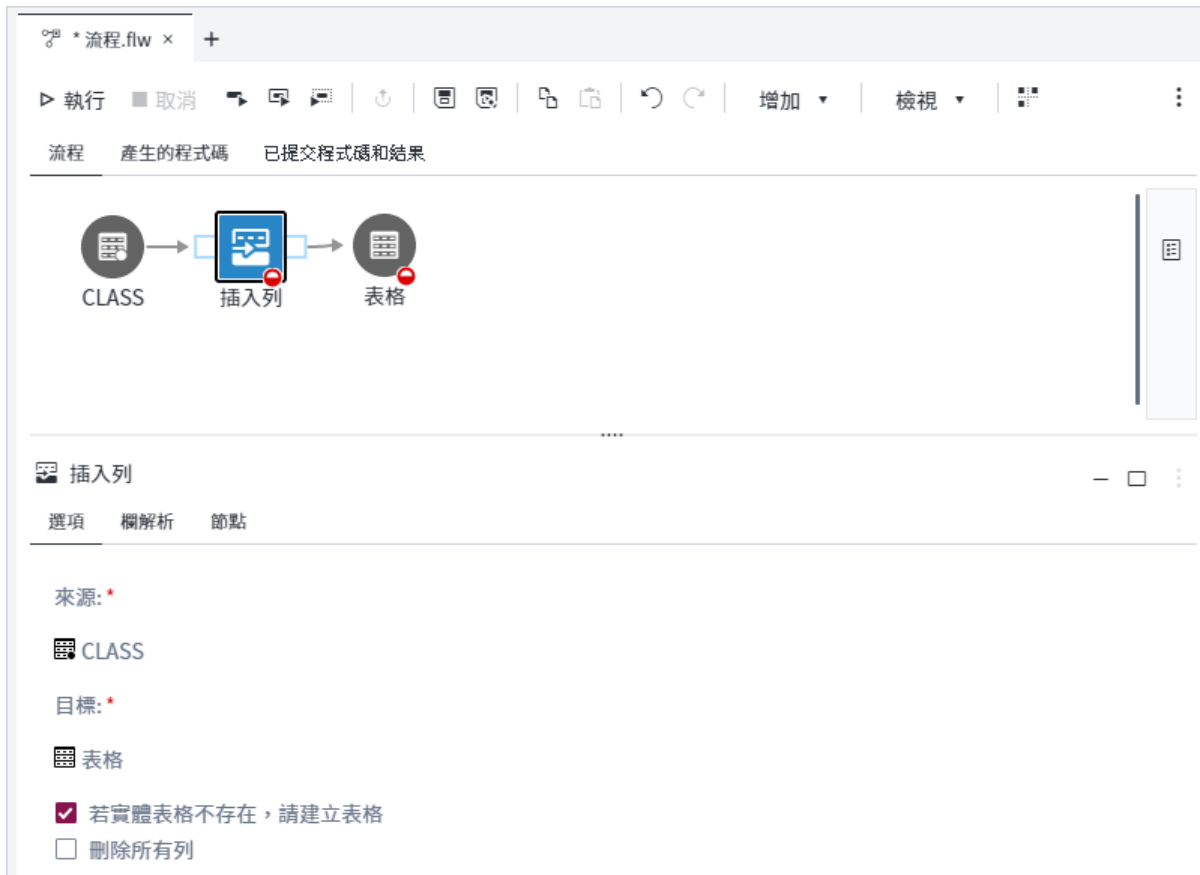 * 流程.flw × +
執行 取消 增加 檢視
流程 產生的程式碼 已提交程式碼和結果
CLASS 插入列 表格
插入列
選項 欄解析 節點
來源: *
CLASS
目標: *
表格
若實體表格不存在，請建立表格
刪除所有列